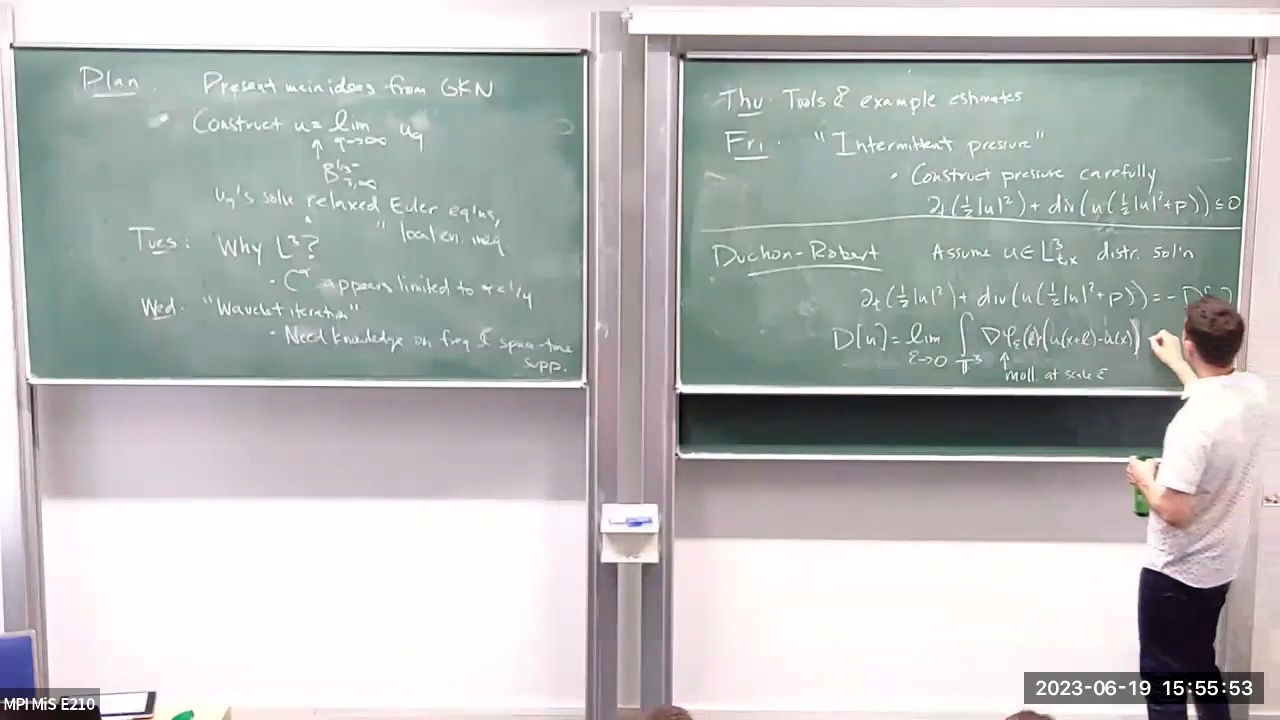 Plan. Present main ideas from GKN
Construct u = lim u_q
q→∞
↑
B^{1/3-}_{3,∞}
u_q's solve relaxed Euler eq'ns,
" local en. ineq
Tues: Why L³?
• C^α appears limited to α<1/4
Wed: "Wavelet iteration"
• Need knowledge on freq & space-time
supp.
Thu: Tools & example estimates
Fri: "Intermittent pressure"
• Construct pressure carefully
∂_t(½|u|²) + div(u(½|u|²+p)) ≤ 0
Duchon-Robert Assume u∈L³_{t,x} distr. sol'n
∂_t(½|u|²) + div(u(½|u|²+p)) = -D[
D[u] = lim ∫ ∇φ_ε(ℓ)·(u(x+ℓ)-u(x))|
ε→0 𝕋³ ↑
moll. at scale ε
MPI MiS E210
2023-06-19 15:55:53